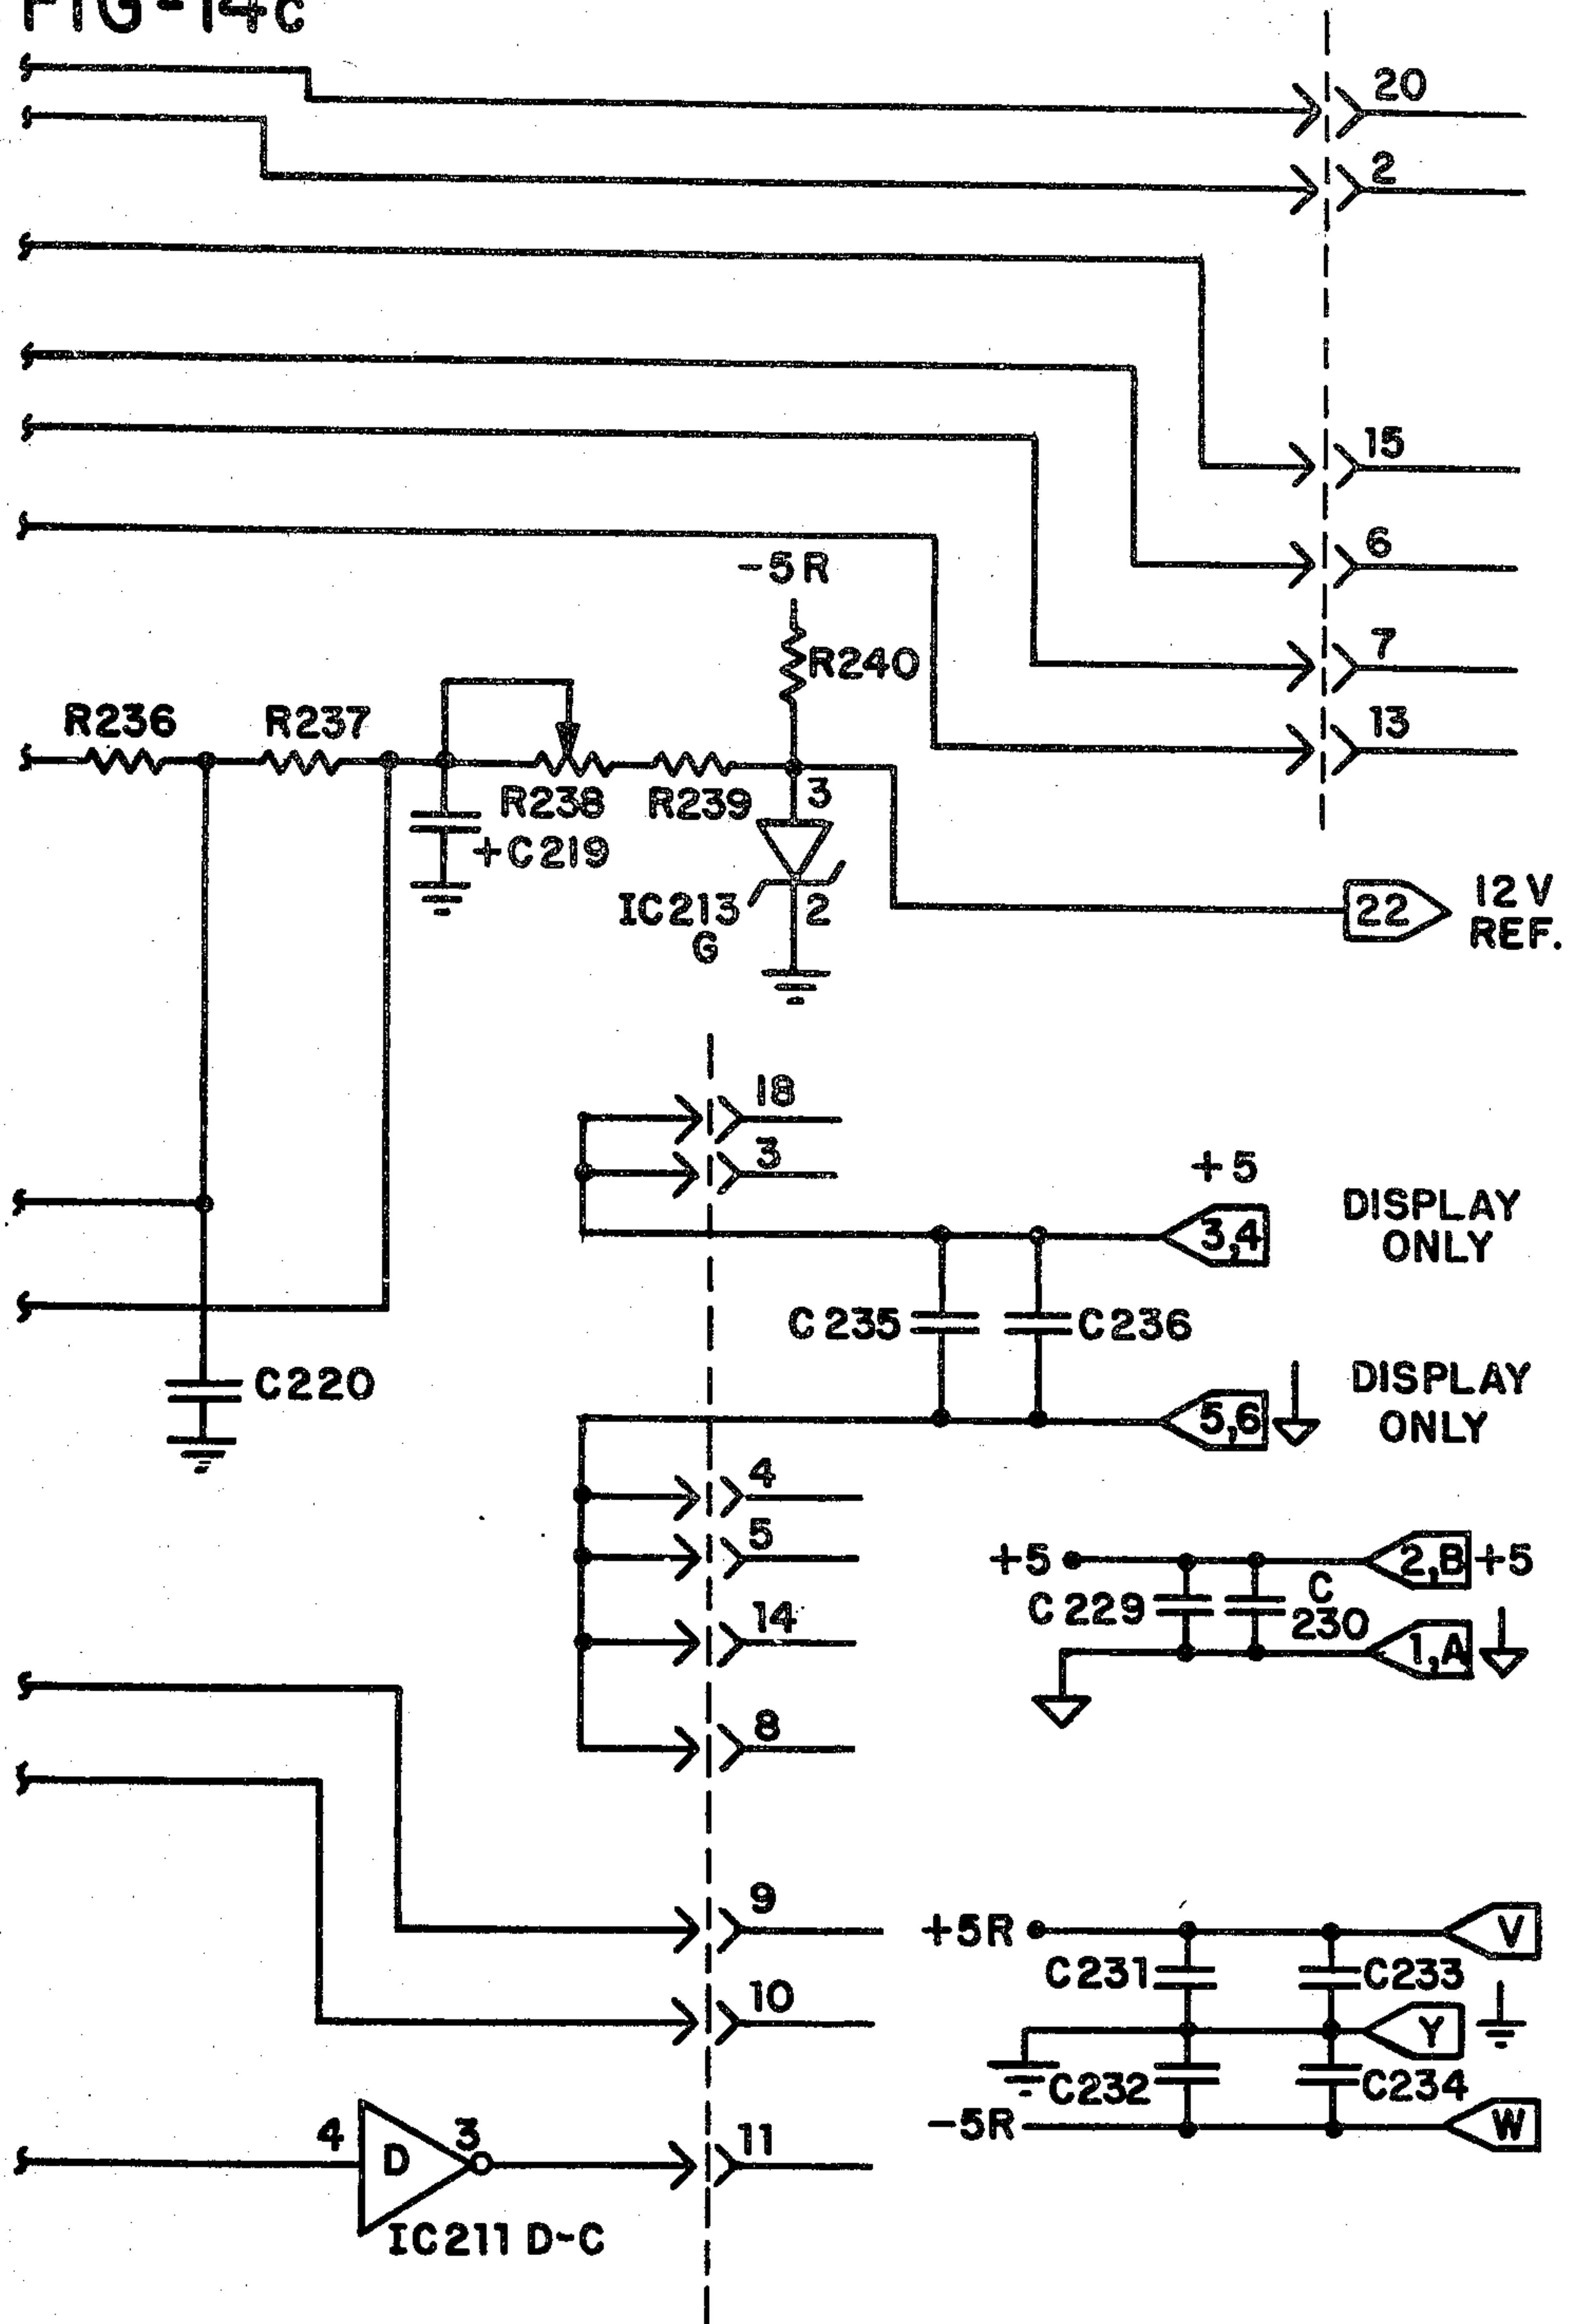 FIG-14c
20
2
15
6
7
13
-5R
R240
R236
R237
R238
R239
3
+C219
IC213
G
2
22
12V
REF.
18
3
+5
3,4
DISPLAY
ONLY
C235
C236
C220
5,6
DISPLAY
ONLY
4
5
14
8
+5
2,B
+5
C229
C
230
1,A
9
10
+5R
V
C231
C233
Y
C232
C234
-5R
W
4
D
3
11
IC211 D-C